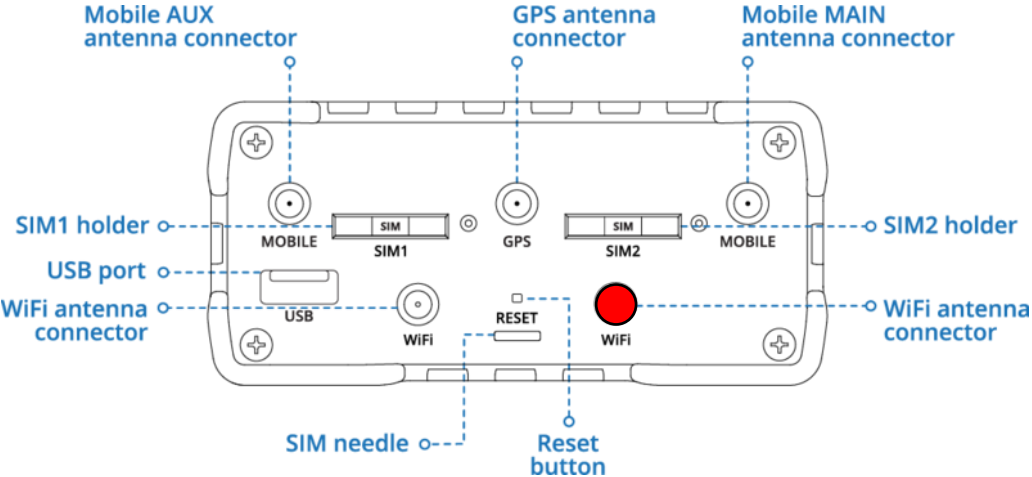 Mobile AUX
antenna connector
GPS antenna
connector
Mobile MAIN
antenna connector
SIM1 holder
MOBILE
SIM
SIM1
GPS
SIM
SIM2
MOBILE
SIM2 holder
USB port
USB
WiFi antenna
connector
WiFi
RESET
WiFi
WiFi antenna
connector
SIM needle
Reset
button